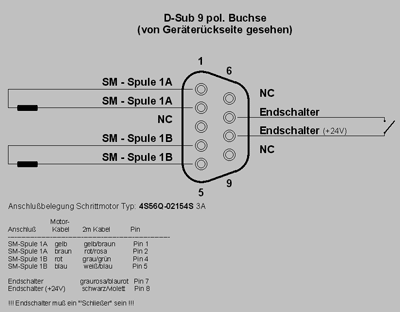 D-Sub 9 pol. Buchse
(von Geräterückseite gesehen)
1
6
SM - Spule 1A
NC
SM - Spule 1A
Endschalter
NC
Endschalter (+24V)
SM - Spule 1B
NC
SM - Spule 1B
5
9
Anschlußbelegung Schrittmotor Typ: 4S56Q-02154S 3A
Motor-
Anschluß Kabel 2m Kabel Pin
SM-Spule 1A gelb gelb/braun Pin 1
SM-Spule 1A braun rot/rosa Pin 2
SM-Spule 1B rot grau/grün Pin 4
SM-Spule 1B blau weiß/blau Pin 5
Endschalter graurosa/blaurot Pin 7
Endschalter (+24V) schwarz/violett Pin 8
!!! Endschalter muß ein "Schließer" sein !!!